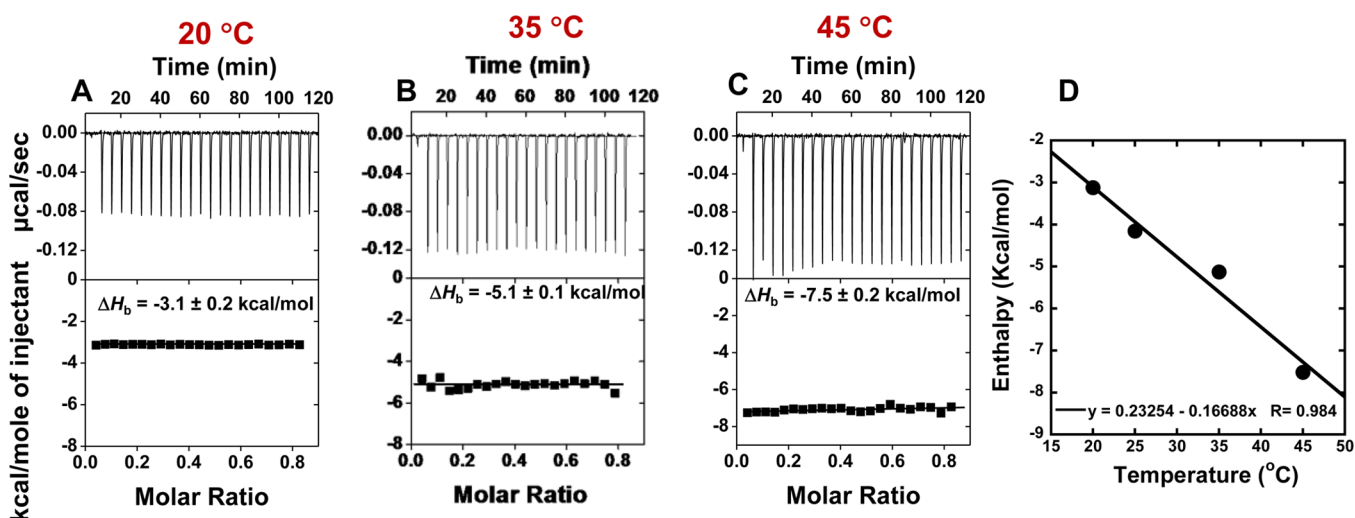 20 °C
Time (min)
A
20 40 60 80 100 120
0.00
-0.04
-0.08
-0.12
0
ΔHb = -3.1 ± 0.2 kcal/mol
-2
-4
-6
-8
0.0 0.2 0.4 0.6 0.8
Molar Ratio
kcal/mole of injectant µcal/sec
35 °C
Time (min)
B
20 40 60 80 100 120
0.00
-0.04
-0.08
-0.12
0
ΔHb = -5.1 ± 0.1 kcal/mol
-2
-4
-6
-8
0.0 0.2 0.4 0.6 0.8
Molar Ratio
45 °C
Time (min)
C
20 40 60 80 100 120
0.00
-0.04
-0.08
-0.12
0
ΔHb = -7.5 ± 0.2 kcal/mol
-2
-4
-6
-8
0.0 0.2 0.4 0.6 0.8
Molar Ratio
D
Enthalpy (Kcal/mol)
-2
-3
-4
-5
-6
-7
-8
-9
y = 0.23254 - 0.16688x R= 0.984
15 20 25 30 35 40 45 50
Temperature (°C)